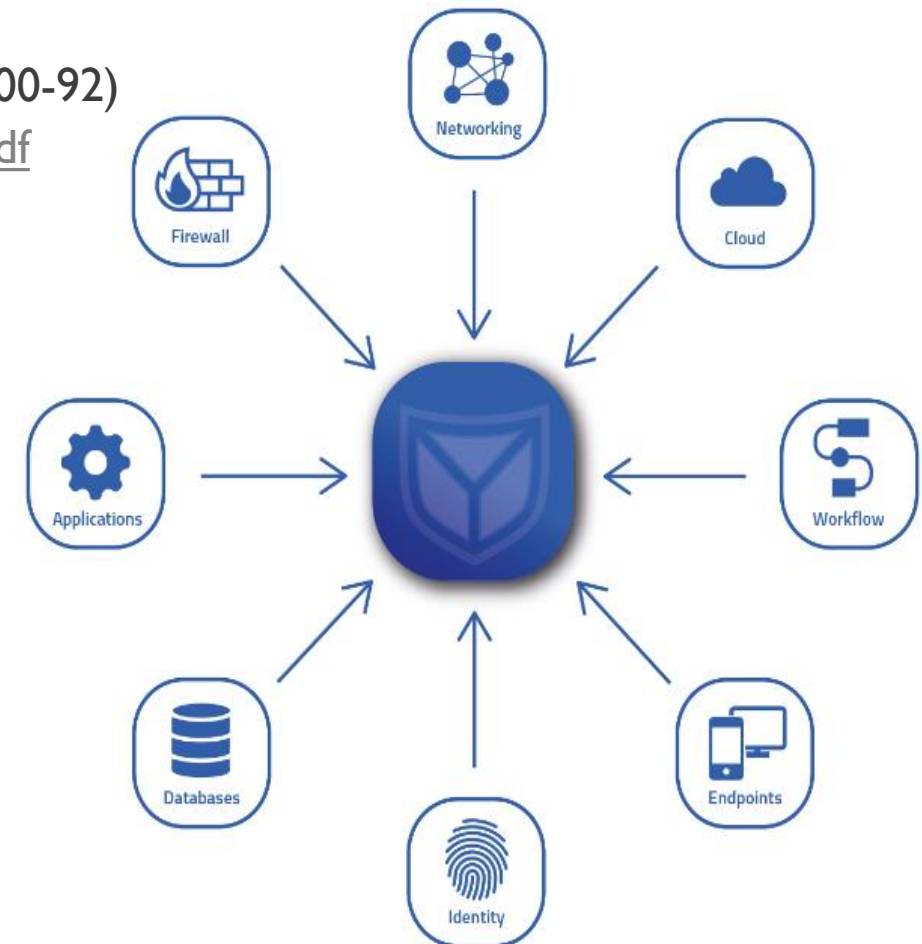 00-92)
df
Networking
Firewall
Cloud
Applications
Workflow
Databases
Endpoints
Identity